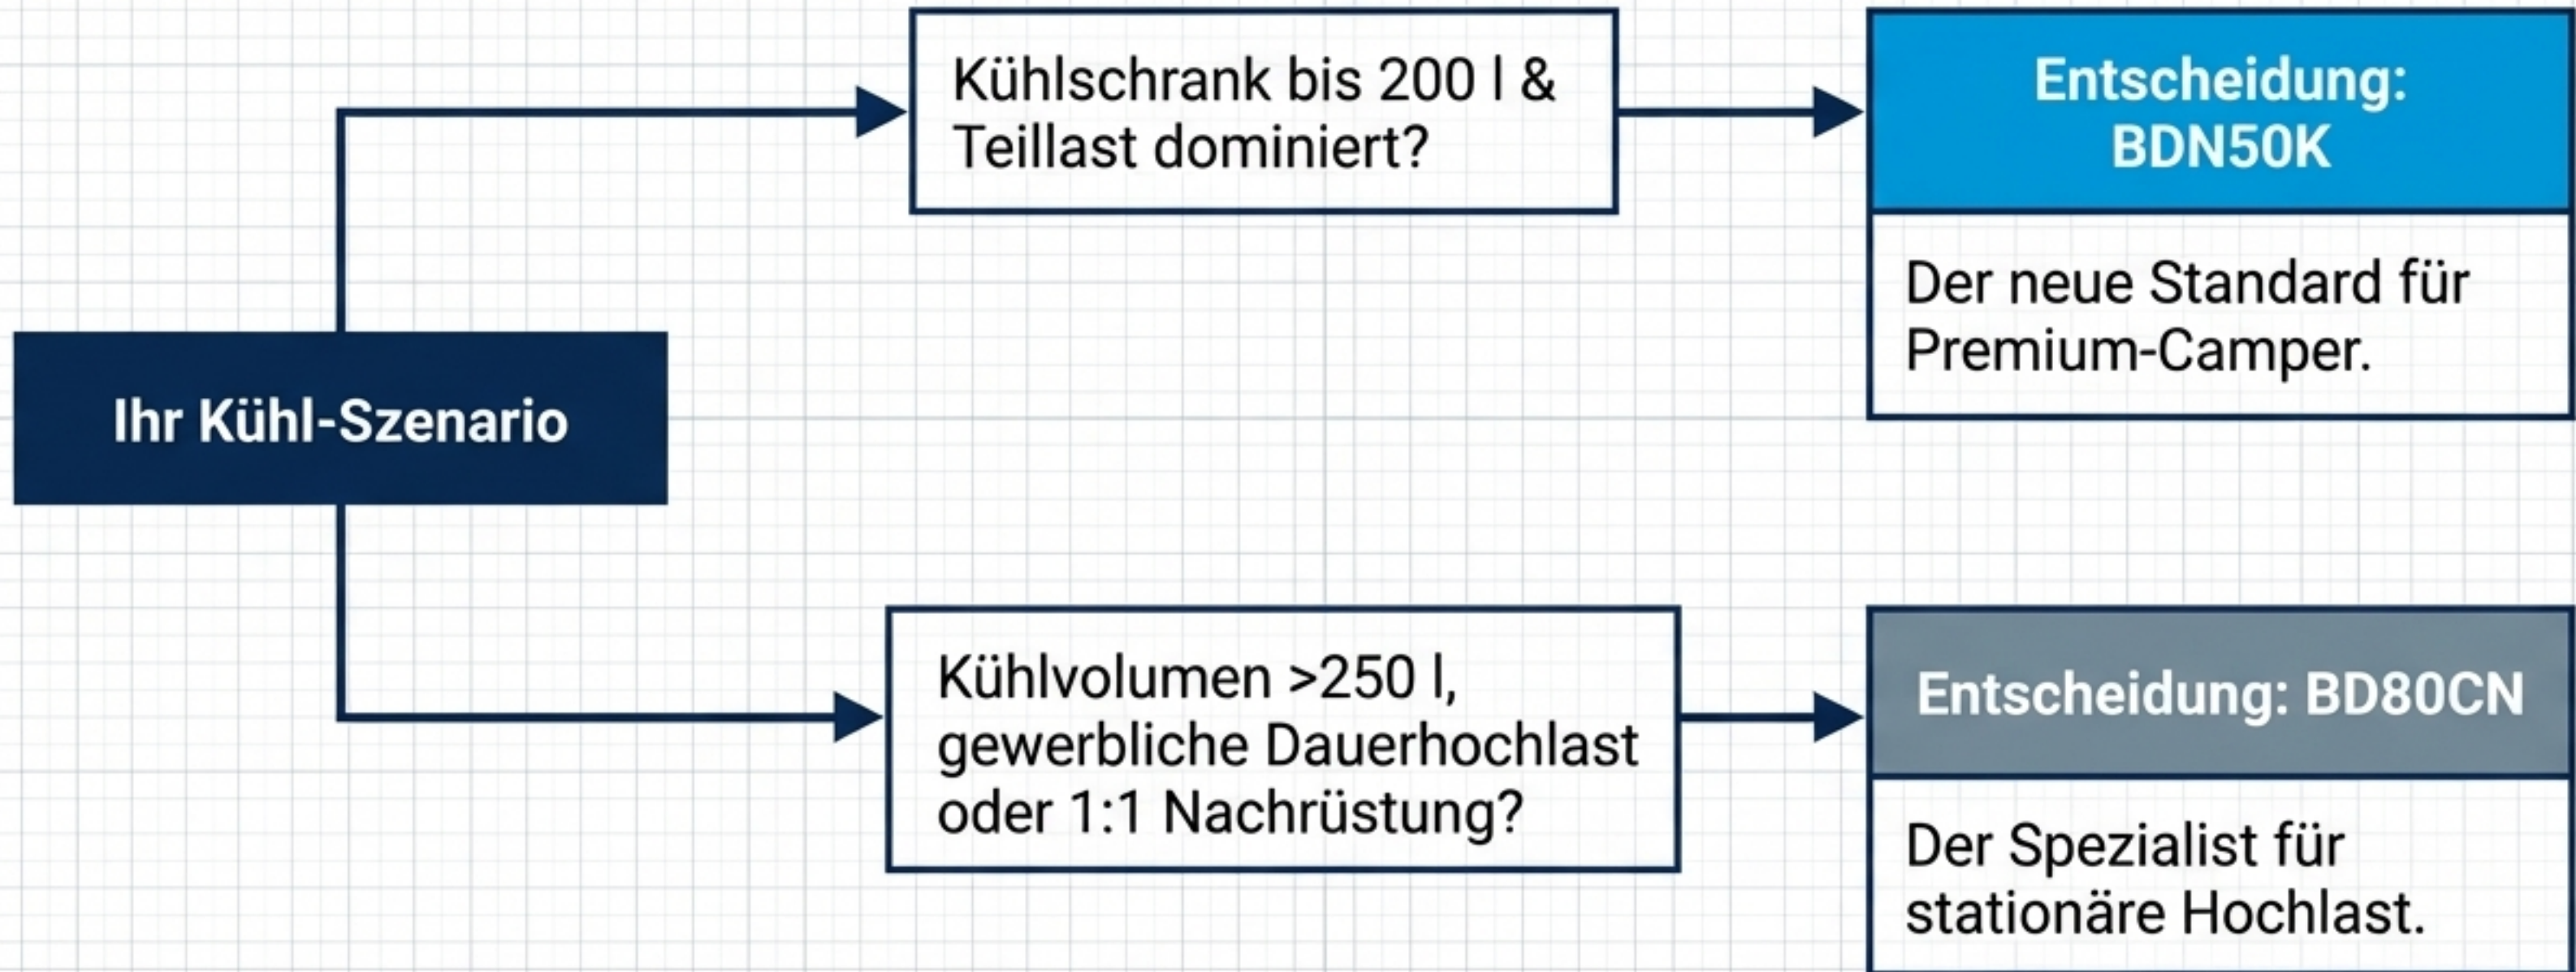 Kühlschrank bis 200 l &
Teillast dominiert?
Entscheidung:
BDN50K
Der neue Standard für
Premium-Camper.
Ihr Kühl-Szenario
Kühlvolumen >250 l,
gewerbliche Dauerhochlast
oder 1:1 Nachrüstung?
Entscheidung: BD80CN
Der Spezialist für
stationäre Hochlast.